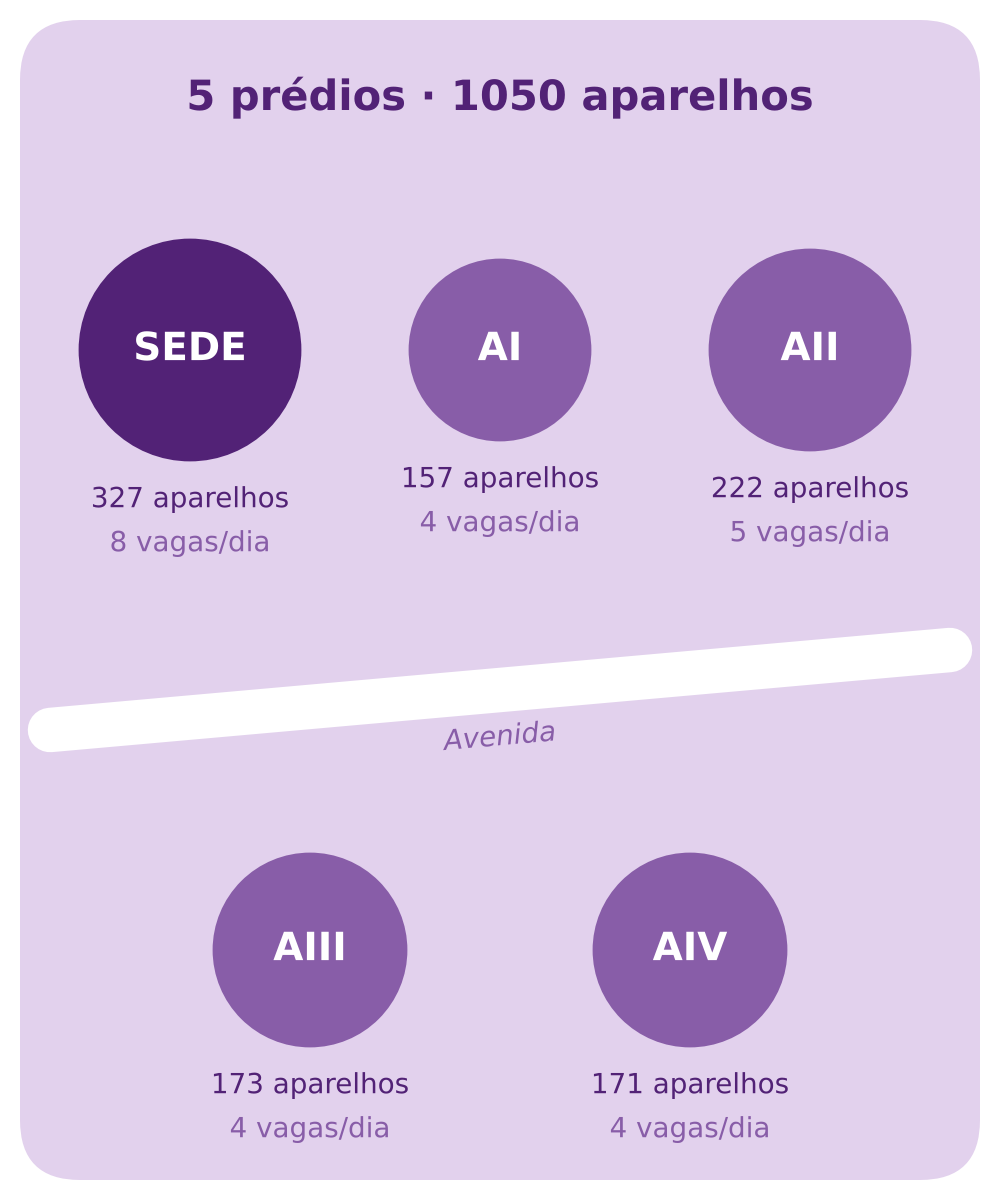 5 prédios · 1050 aparelhos
SEDE
327 aparelhos
8 vagas/dia
AI
157 aparelhos
4 vagas/dia
AII
222 aparelhos
5 vagas/dia
Avenida
AIII
173 aparelhos
4 vagas/dia
AIV
171 aparelhos
4 vagas/dia